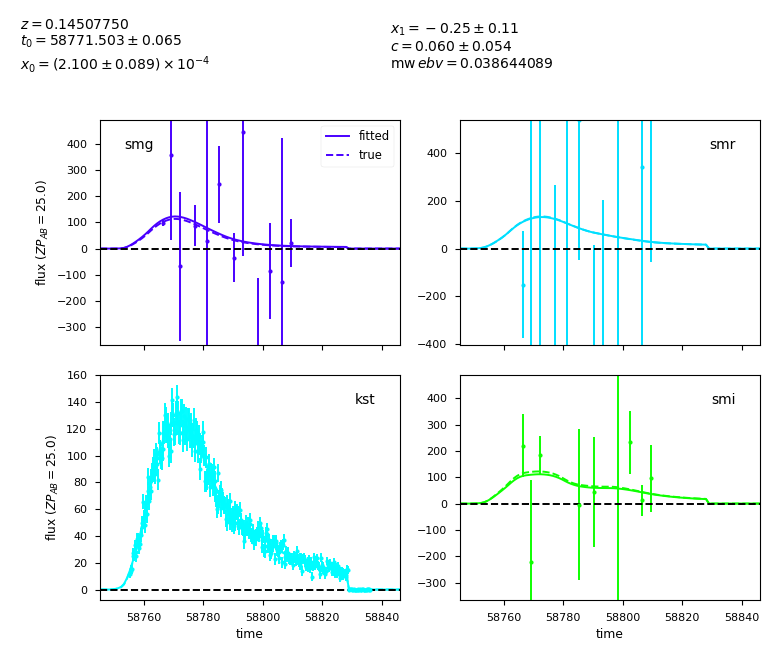 z = 0.14507750
t₀ = 58771.503 ± 0.065
x₀ = (2.100 ± 0.089) × 10⁻⁴
x₁ = −0.25 ± 0.11
c = 0.060 ± 0.054
mw ebv = 0.038644089
smg
fitted
true
400
300
200
100
0
−100
−200
−300
flux (ZP_AB = 25.0)
smr
400
200
0
−200
−400
kst
160
140
120
100
80
60
40
20
0
flux (ZP_AB = 25.0)
58760 58780 58800 58820 58840
time
smi
400
300
200
100
0
−100
−200
−300
58760 58780 58800 58820 58840
time